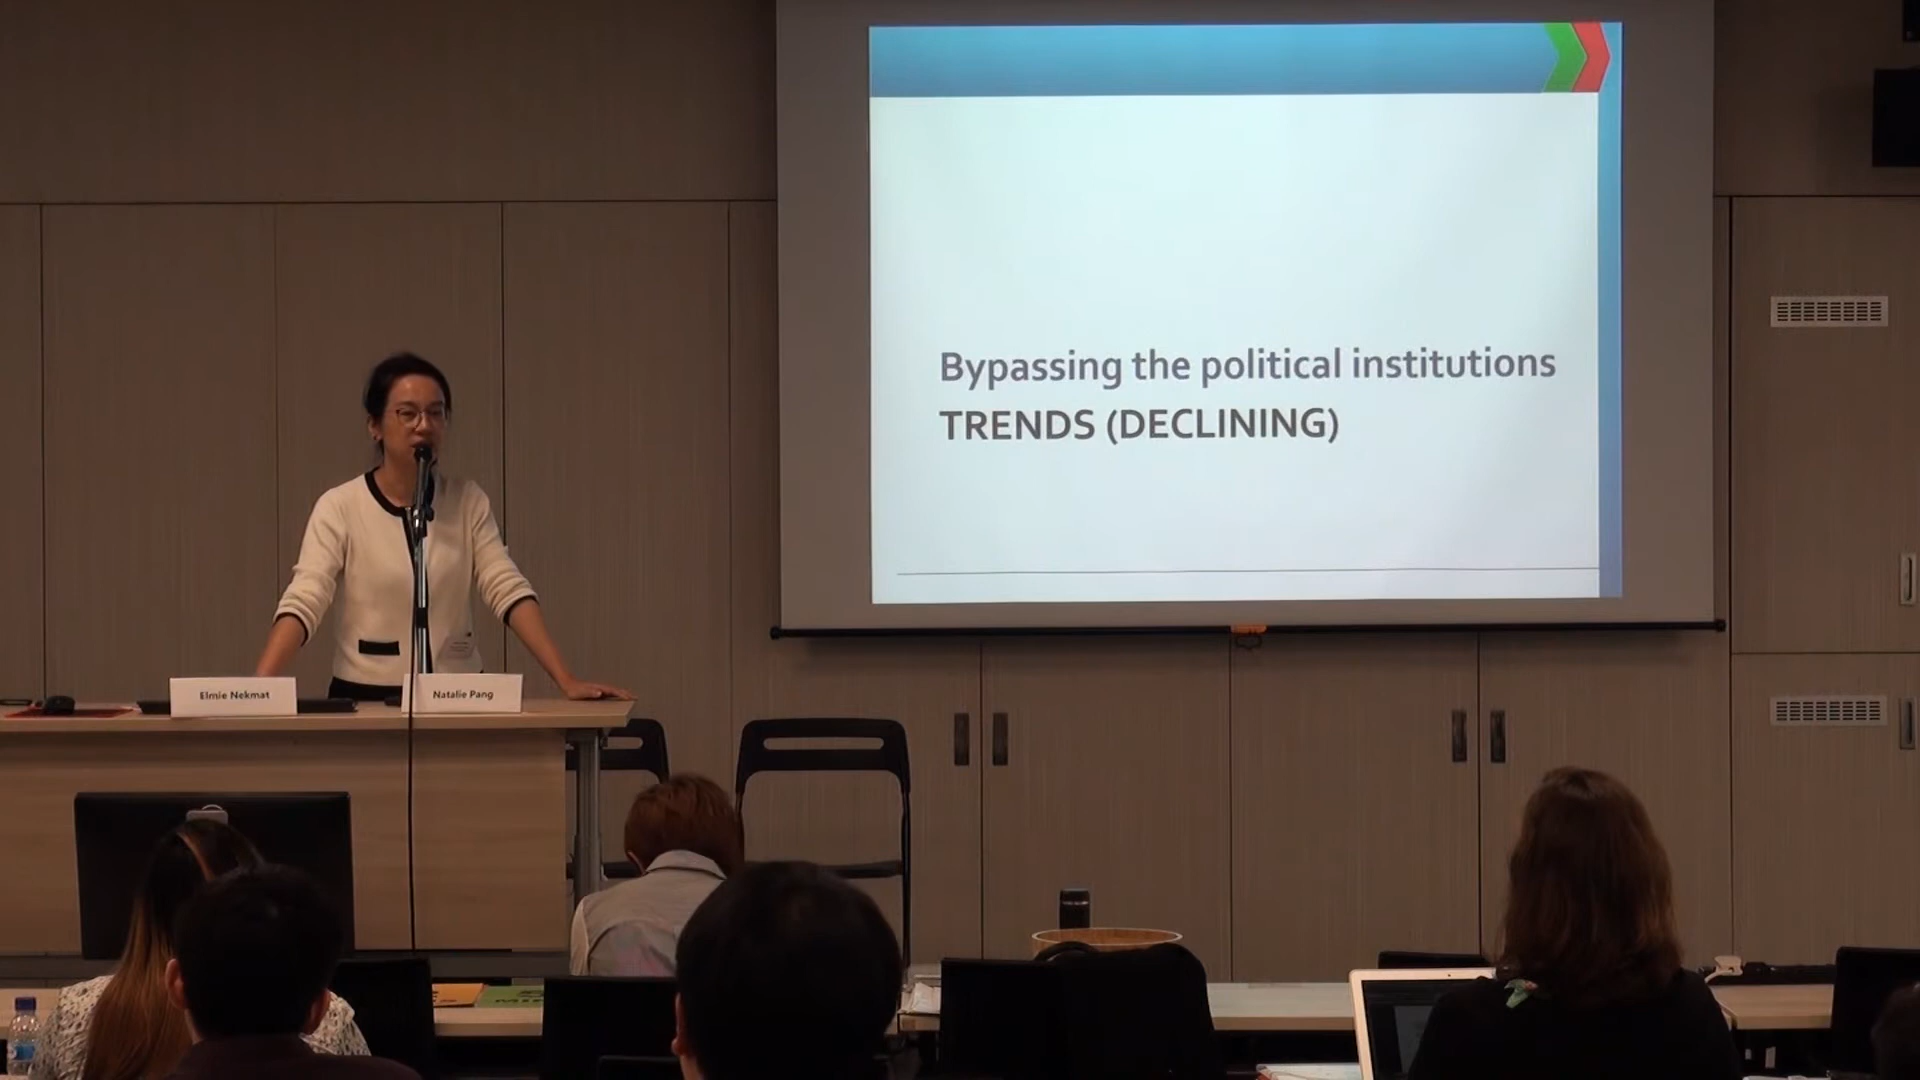 Bypassing the political institutions
TRENDS (DECLINING)
Elmie Nekmat
Natalie Pang